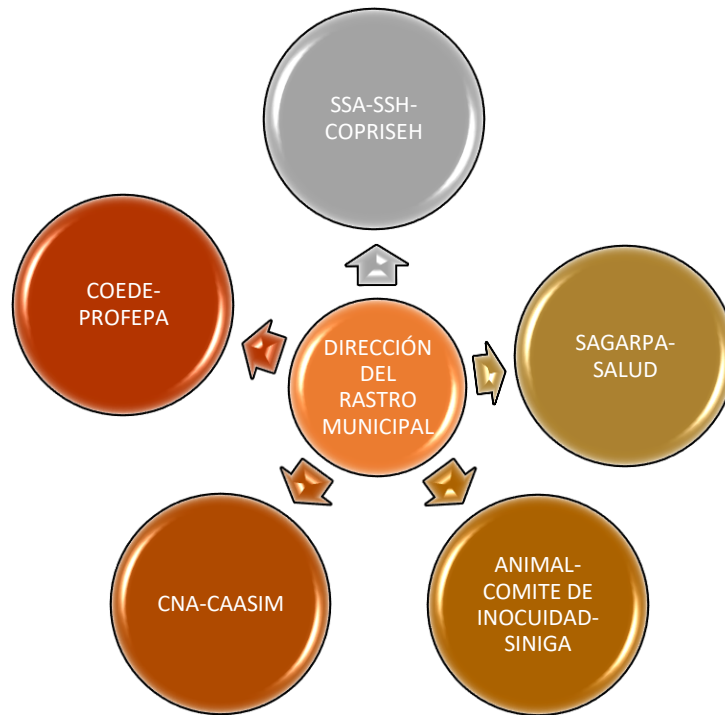 SSA-SSH-
COPRISEH
COEDE-
PROFEPA
DIRECCIÓN
DEL
RASTRO
MUNICIPAL
SAGARPA-
SALUD
CNA-CAASIM
ANIMAL-
COMITE DE
INOCUIDAD-
SINIGA